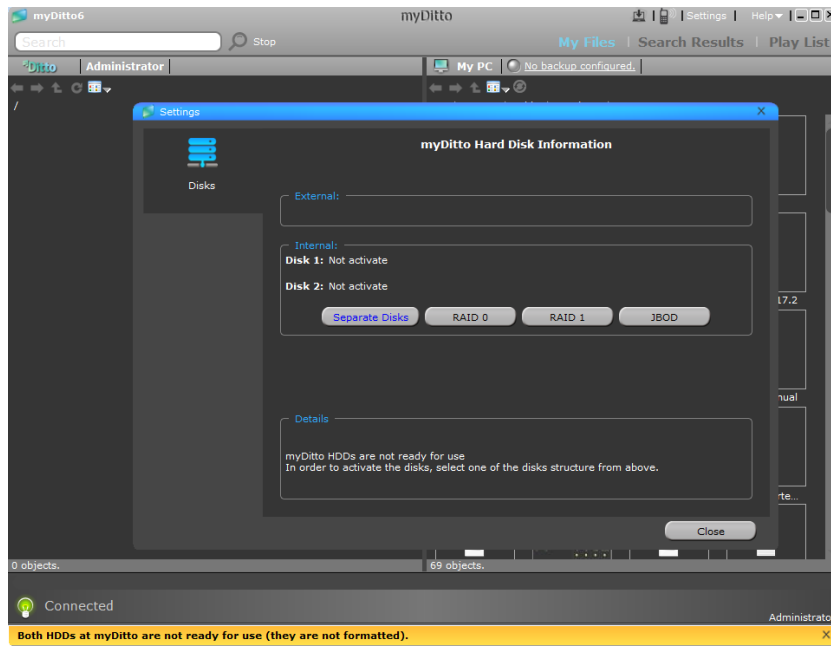 myDitto6
myDitto
Settings
Help
Search
Stop
My Files | Search Results | Play List
Ditto
Administrator
My PC
No backup configured.
/
Settings
X
Disks
myDitto Hard Disk Information
External:
Internal:
Disk 1: Not activate
Disk 2: Not activate
Separate Disks
RAID 0
RAID 1
JBOD
17.2
nual
Details
myDitto HDDs are not ready for use
In order to activate the disks, select one of the disks structure from above.
rte...
Close
0 objects.
69 objects.
Connected
Administrato
Both HDDs at myDitto are not ready for use (they are not formatted).
X